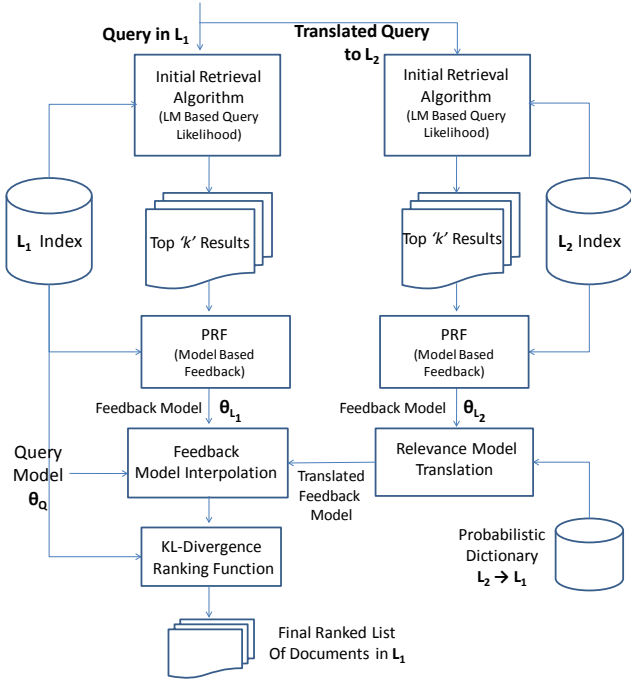 Query in L1
Translated Query
to L2
Initial Retrieval
Algorithm
(LM Based Query
Likelihood)
Initial Retrieval
Algorithm
(LM Based Query
Likelihood)
L1 Index
Top ‘k’ Results
Top ‘k’ Results
L2 Index
PRF
(Model Based
Feedback)
PRF
(Model Based
Feedback)
Feedback Model θL1
Feedback Model θL2
Query
Model
θQ
Feedback
Model Interpolation
Translated
Feedback
Model
Relevance Model
Translation
KL-Divergence
Ranking Function
Probabilistic
Dictionary
L2 → L1
Final Ranked List
Of Documents in L1